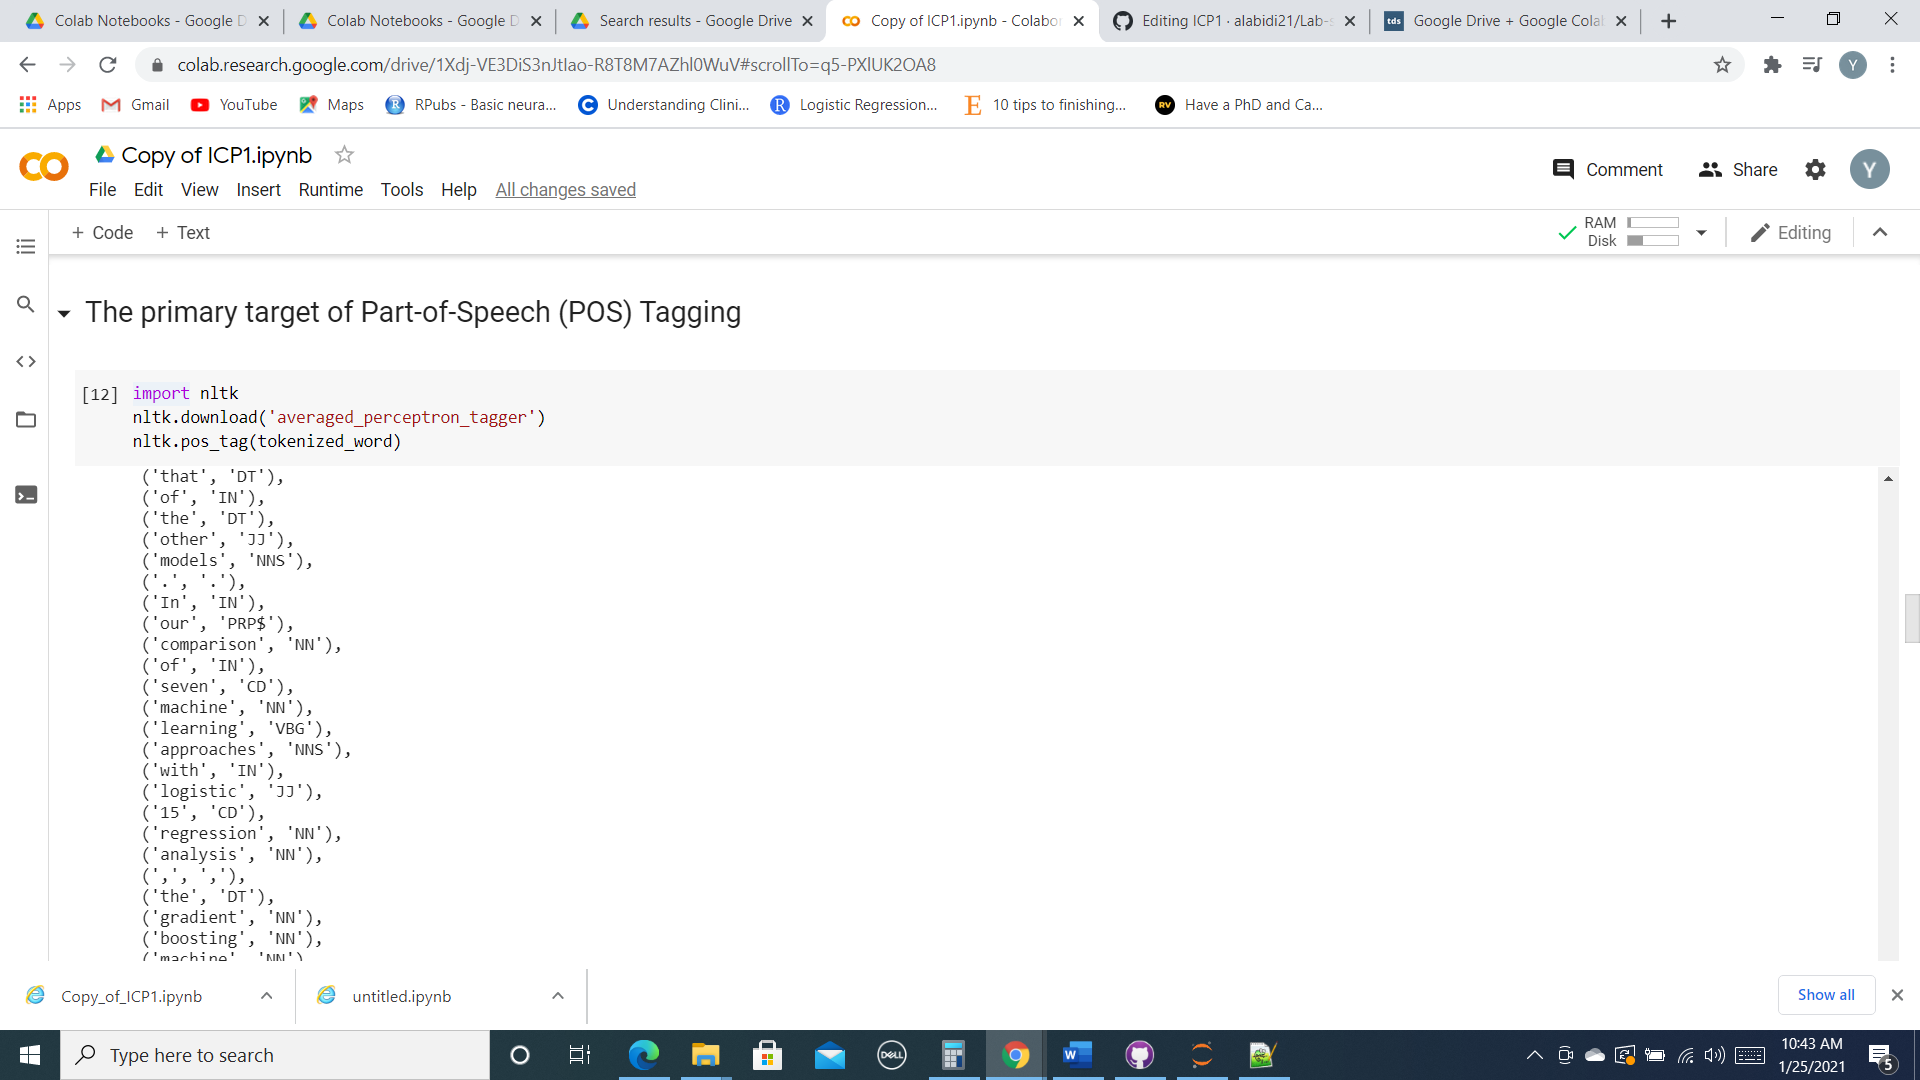 Colab Notebooks - Google D
Colab Notebooks - Google D
Search results - Google Drive
Copy of ICP1.ipynb - Colabor
Editing ICP1 · alabidi21/Lab-
tds Google Drive + Google Cola
colab.research.google.com/drive/1Xdj-VE3DiS3nJtIao-R8T8M7AZhl0WuV#scrollTo=q5-PXlUK2OA8
Y
Apps
Gmail
YouTube
Maps
R RPubs - Basic neura...
C Understanding Clini...
R Logistic Regression...
E 10 tips to finishing...
RV Have a PhD and Ca...
Copy of ICP1.ipynb
Comment
Share
Y
File Edit View Insert Runtime Tools Help All changes saved
+ Code + Text
RAM
Disk
Editing
The primary target of Part-of-Speech (POS) Tagging
[12] import nltk
nltk.download('averaged_perceptron_tagger')
nltk.pos_tag(tokenized_word)
('that', 'DT'),
('of', 'IN'),
('the', 'DT'),
('other', 'JJ'),
('models', 'NNS'),
('.', '.'),
('In', 'IN'),
('our', 'PRP$'),
('comparison', 'NN'),
('of', 'IN'),
('seven', 'CD'),
('machine', 'NN'),
('learning', 'VBG'),
('approaches', 'NNS'),
('with', 'IN'),
('logistic', 'JJ'),
('15', 'CD'),
('regression', 'NN'),
('analysis', 'NN'),
(',', ','),
('the', 'DT'),
('gradient', 'NN'),
('boosting', 'NN'),
('machine' 'NN')
Copy_of_ICP1.ipynb
untitled.ipynb
Show all
Type here to search
DELL
10:43 AM
1/25/2021
5